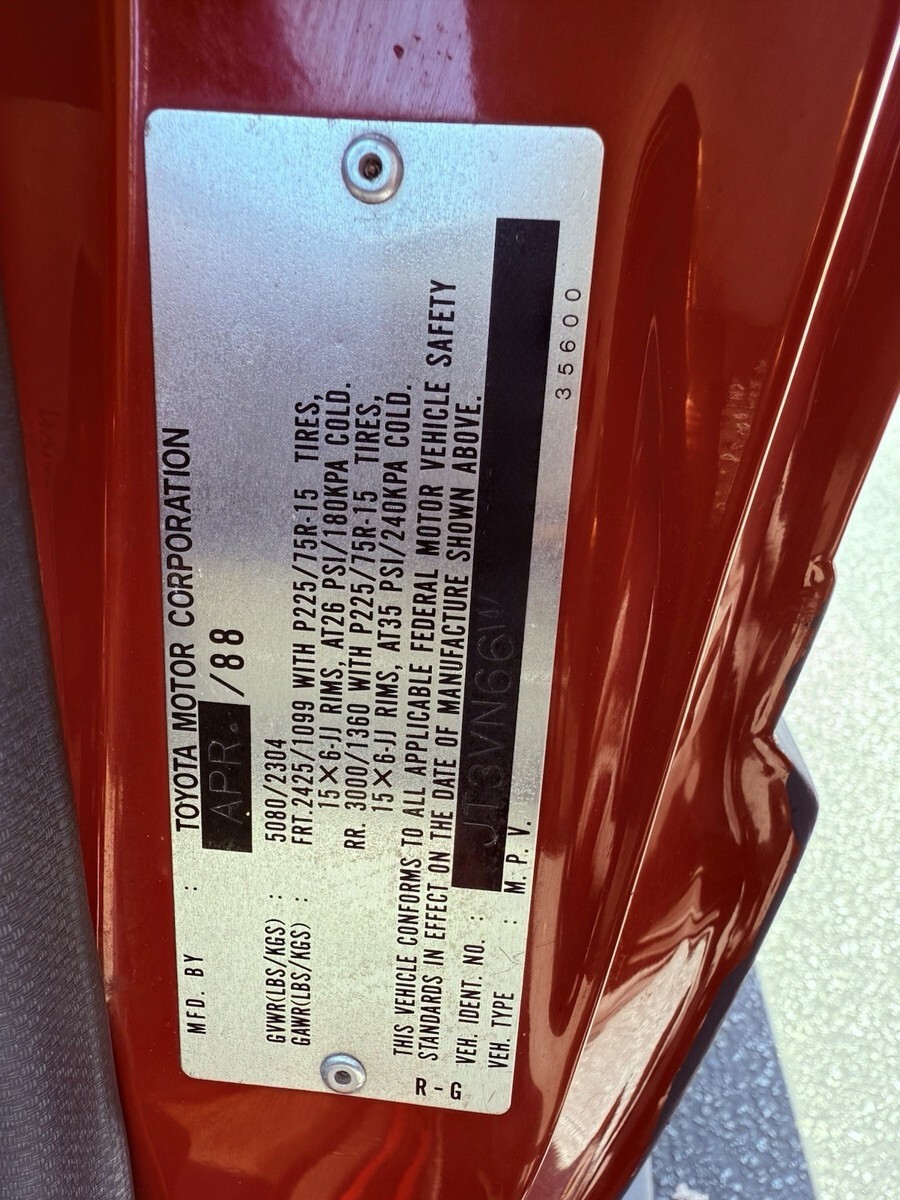 MFD. BY : TOYOTA MOTOR CORPORATION
APR. /88
GVWR(LBS/KGS) : 5080/2304
GAWR(LBS/KGS) : FRT.2425/1099 WITH P225/75R-15 TIRES,
15×6-JJ RIMS, AT26 PSI/180KPA COLD.
RR. 3000/1360 WITH P225/75R-15 TIRES,
15×6-JJ RIMS, AT35 PSI/240KPA COLD.
THIS VEHICLE CONFORMS TO ALL APPLICABLE FEDERAL MOTOR VEHICLE SAFETY
STANDARDS IN EFFECT ON THE DATE OF MANUFACTURE SHOWN ABOVE.
VEH. IDENT. NO. : JT3VN66W
VEH. TYPE : M. P. V.
35600
R-G